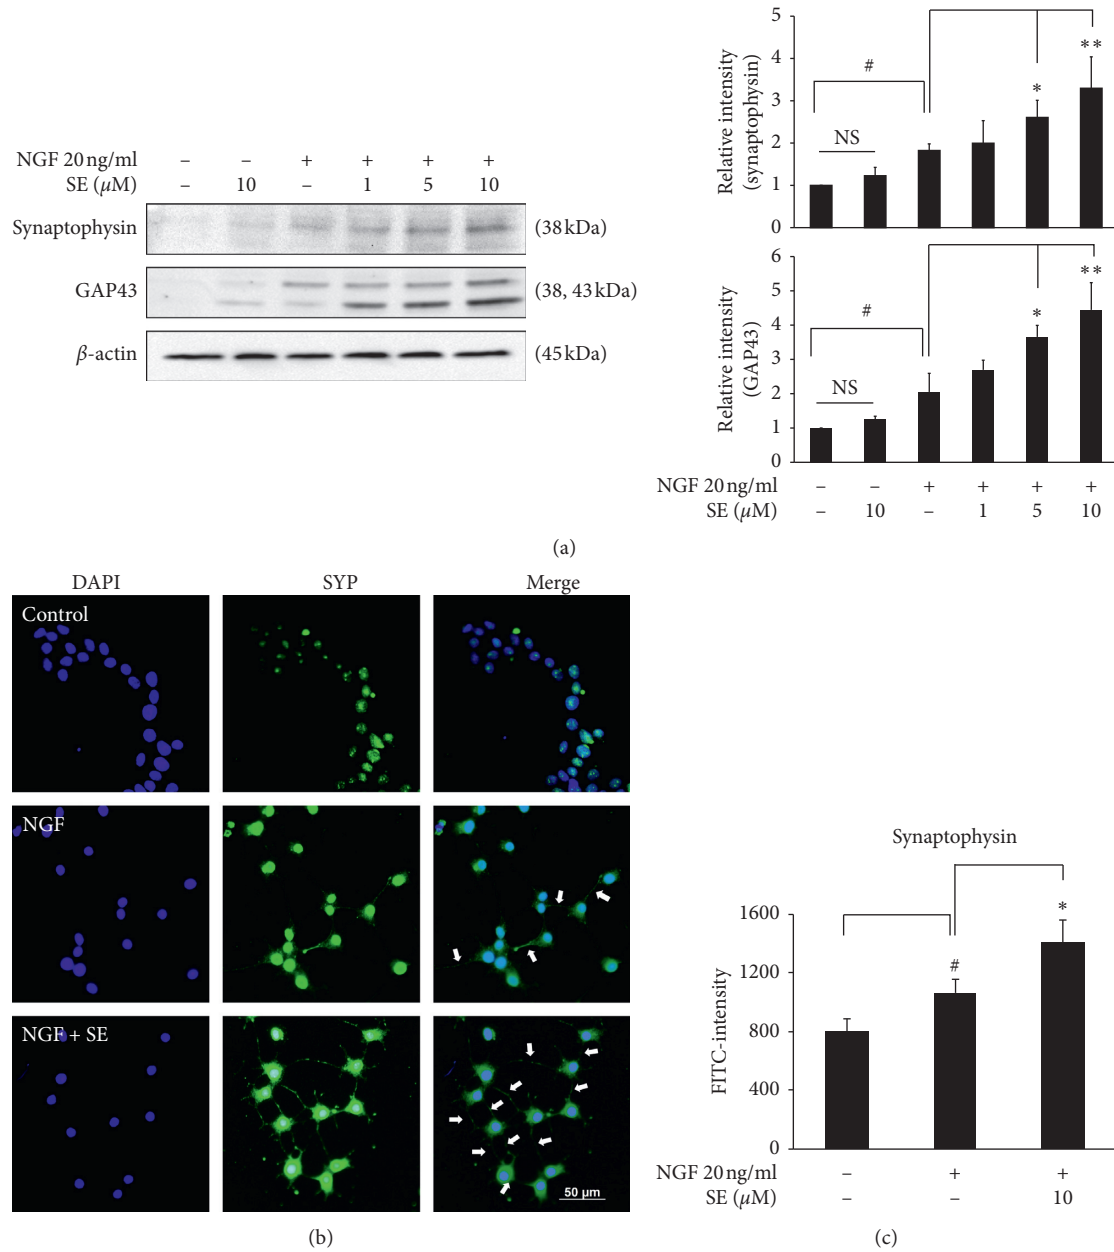 NGF 20 ng/ml – – + + + +
SE (μM) – 10 – 1 5 10
Synaptophysin (38 kDa)
GAP43 (38, 43 kDa)
β-actin (45 kDa)
Relative intensity
(synaptophysin)
5
4
3
2
1
0
NS
#
*
**
Relative intensity
(GAP43)
6
5
4
3
2
1
0
NS
#
*
**
NGF 20 ng/ml – – + + + +
SE (μM) – 10 – 1 5 10
(a)
DAPI SYP Merge
Control
NGF
NGF + SE
50 μm
(b)
Synaptophysin
FITC-intensity
1600
1200
800
400
0
#
*
NGF 20 ng/ml – + +
SE (μM) – – 10
(c)